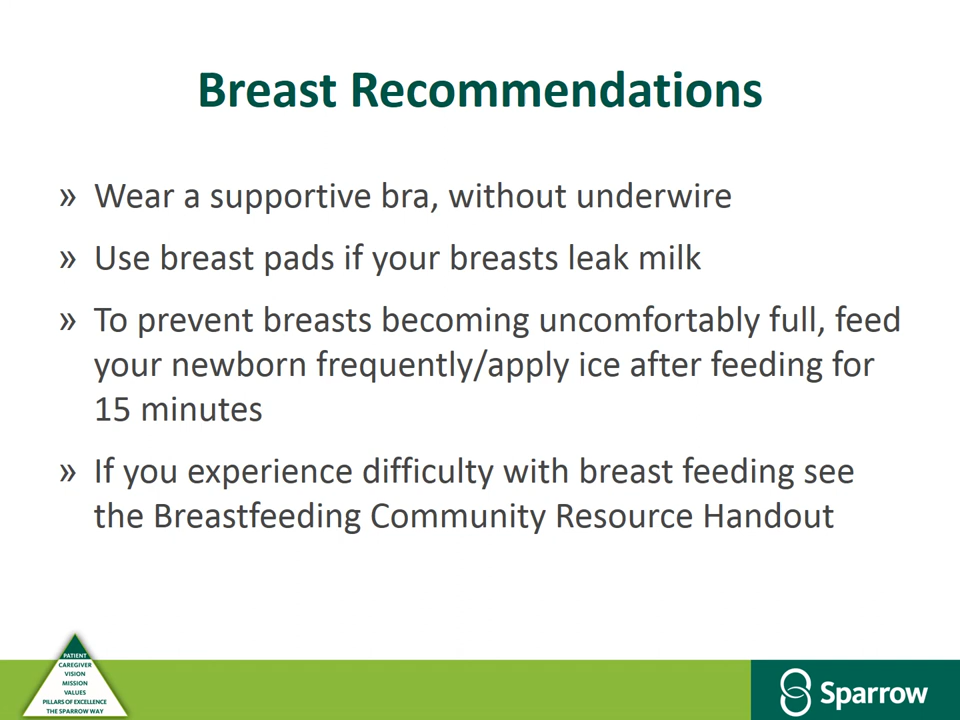 Breast Recommendations
» Wear a supportive bra, without underwire
» Use breast pads if your breasts leak milk
» To prevent breasts becoming uncomfortably full, feed
your newborn frequently/apply ice after feeding for
15 minutes
» If you experience difficulty with breast feeding see
the Breastfeeding Community Resource Handout
PATIENT
CAREGIVER
VISION
MISSION
VALUES
PILLARS OF EXCELLENCE
THE SPARROW WAY
Sparrow